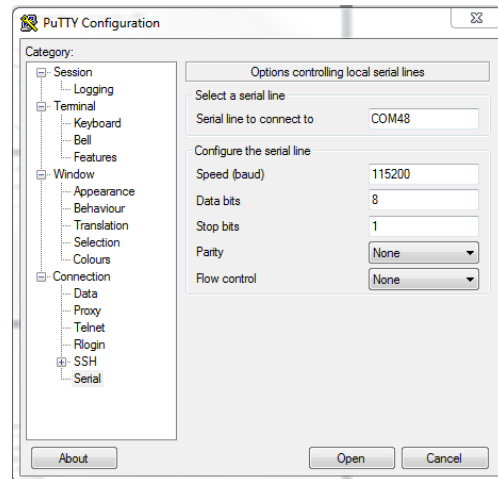 PuTTY Configuration
Category:
Session
Logging
Terminal
Keyboard
Bell
Features
Window
Appearance
Behaviour
Translation
Selection
Colours
Connection
Data
Proxy
Telnet
Rlogin
SSH
Serial
Options controlling local serial lines
Select a serial line
Serial line to connect to COM48
Configure the serial line
Speed (baud) 115200
Data bits 8
Stop bits 1
Parity None
Flow control None
About Open Cancel